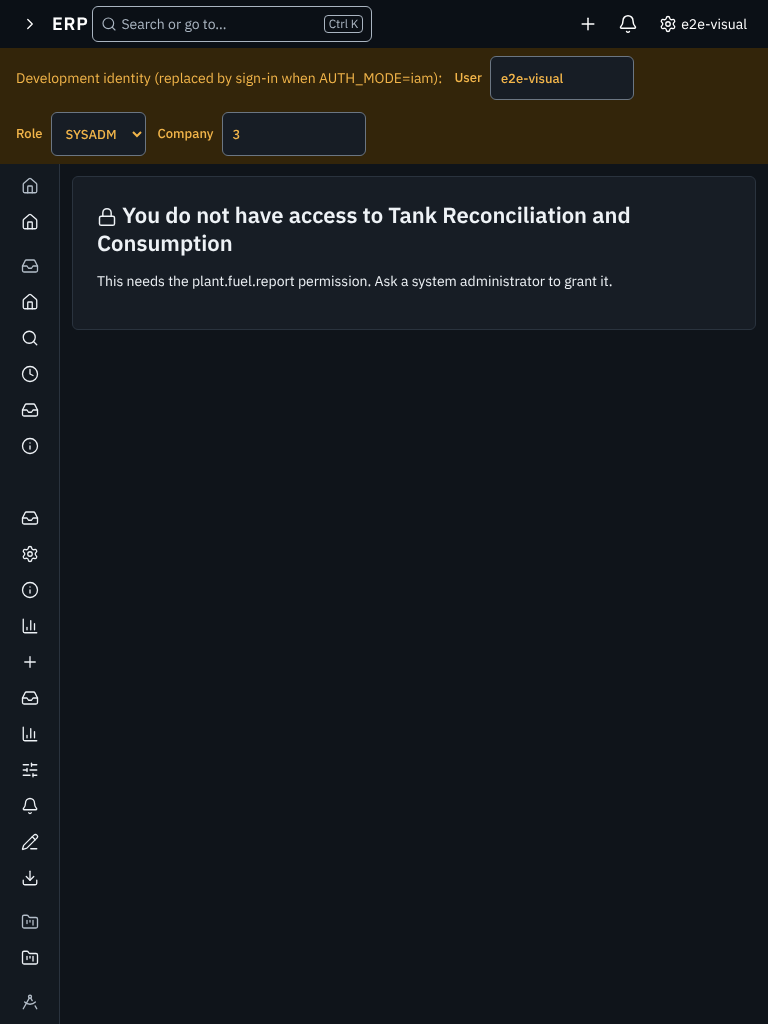 ERP
Search or go to...
Ctrl K
e2e-visual
Development identity (replaced by sign-in when AUTH_MODE=iam):
User
e2e-visual
Role
SYSADM
Company
3
You do not have access to Tank Reconciliation and
Consumption
This needs the plant.fuel.report permission. Ask a system administrator to grant it.